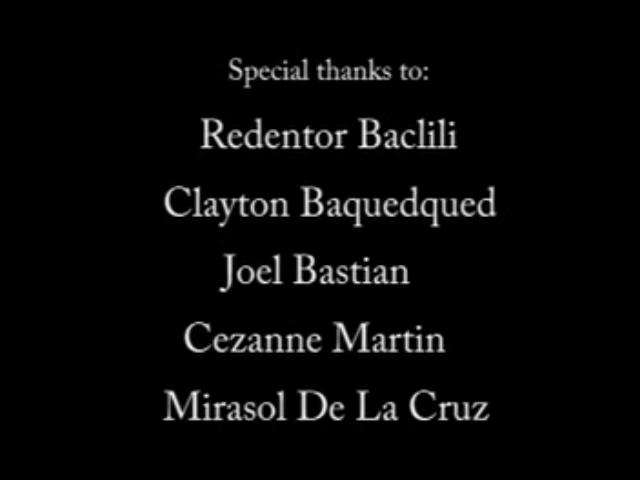 Special thanks to:
Redentor Baclili
Clayton Baquedqued
Joel Bastian
Cezanne Martin
Mirasol De La Cruz